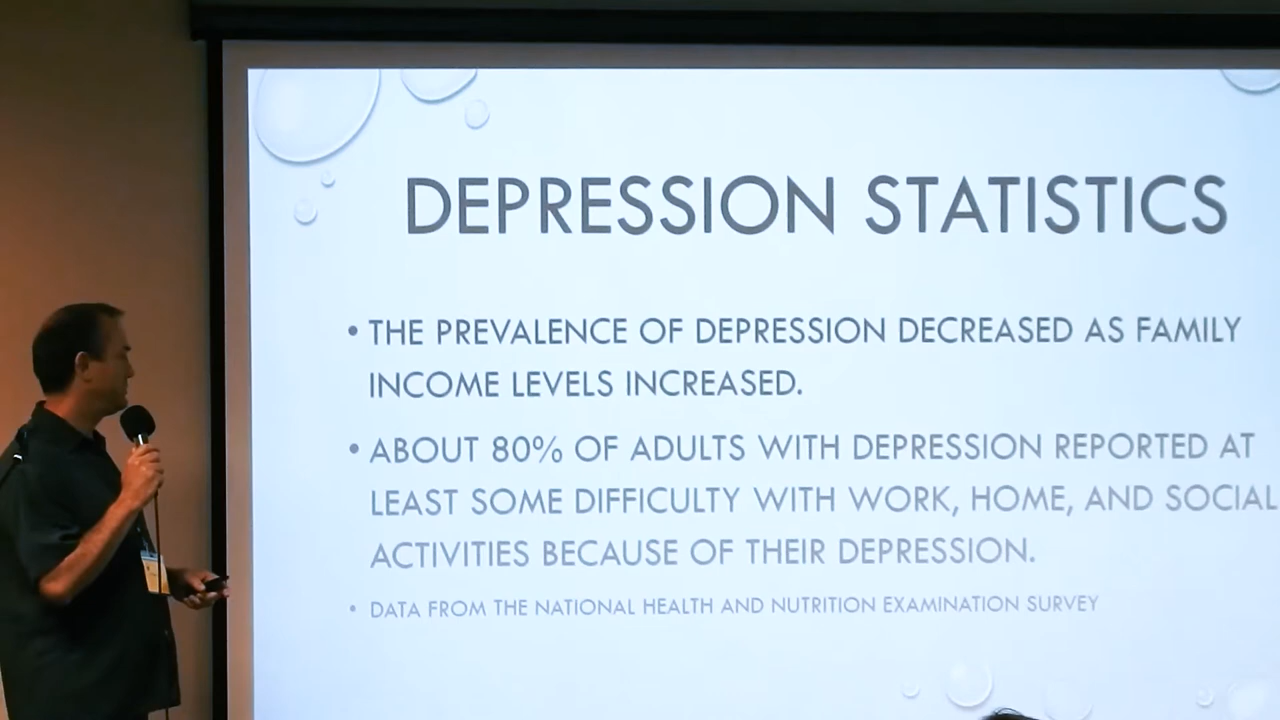 DEPRESSION STATISTICS
• THE PREVALENCE OF DEPRESSION DECREASED AS FAMILY
INCOME LEVELS INCREASED.
• ABOUT 80% OF ADULTS WITH DEPRESSION REPORTED AT
LEAST SOME DIFFICULTY WITH WORK, HOME, AND SOCIAL
ACTIVITIES BECAUSE OF THEIR DEPRESSION.
• DATA FROM THE NATIONAL HEALTH AND NUTRITION EXAMINATION SURVEY